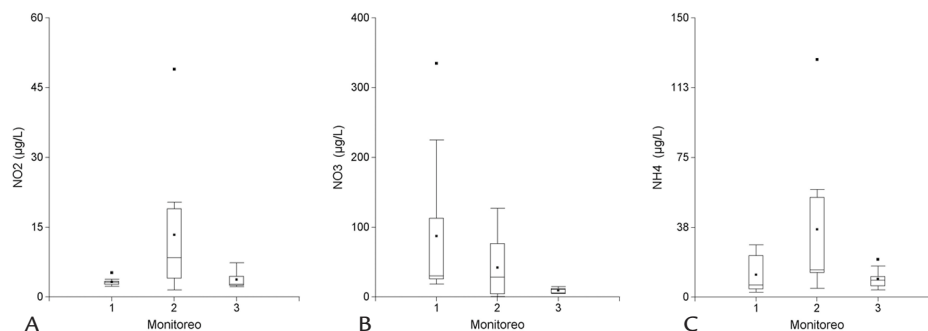 60
45
30
15
0
NO2 (µg/L)
1 2 3
Monitoreo
A
400
300
200
100
0
NO3 (µg/L)
1 2 3
Monitoreo
B
150
113
75
38
0
NH4 (µg/L)
1 2 3
Monitoreo
C